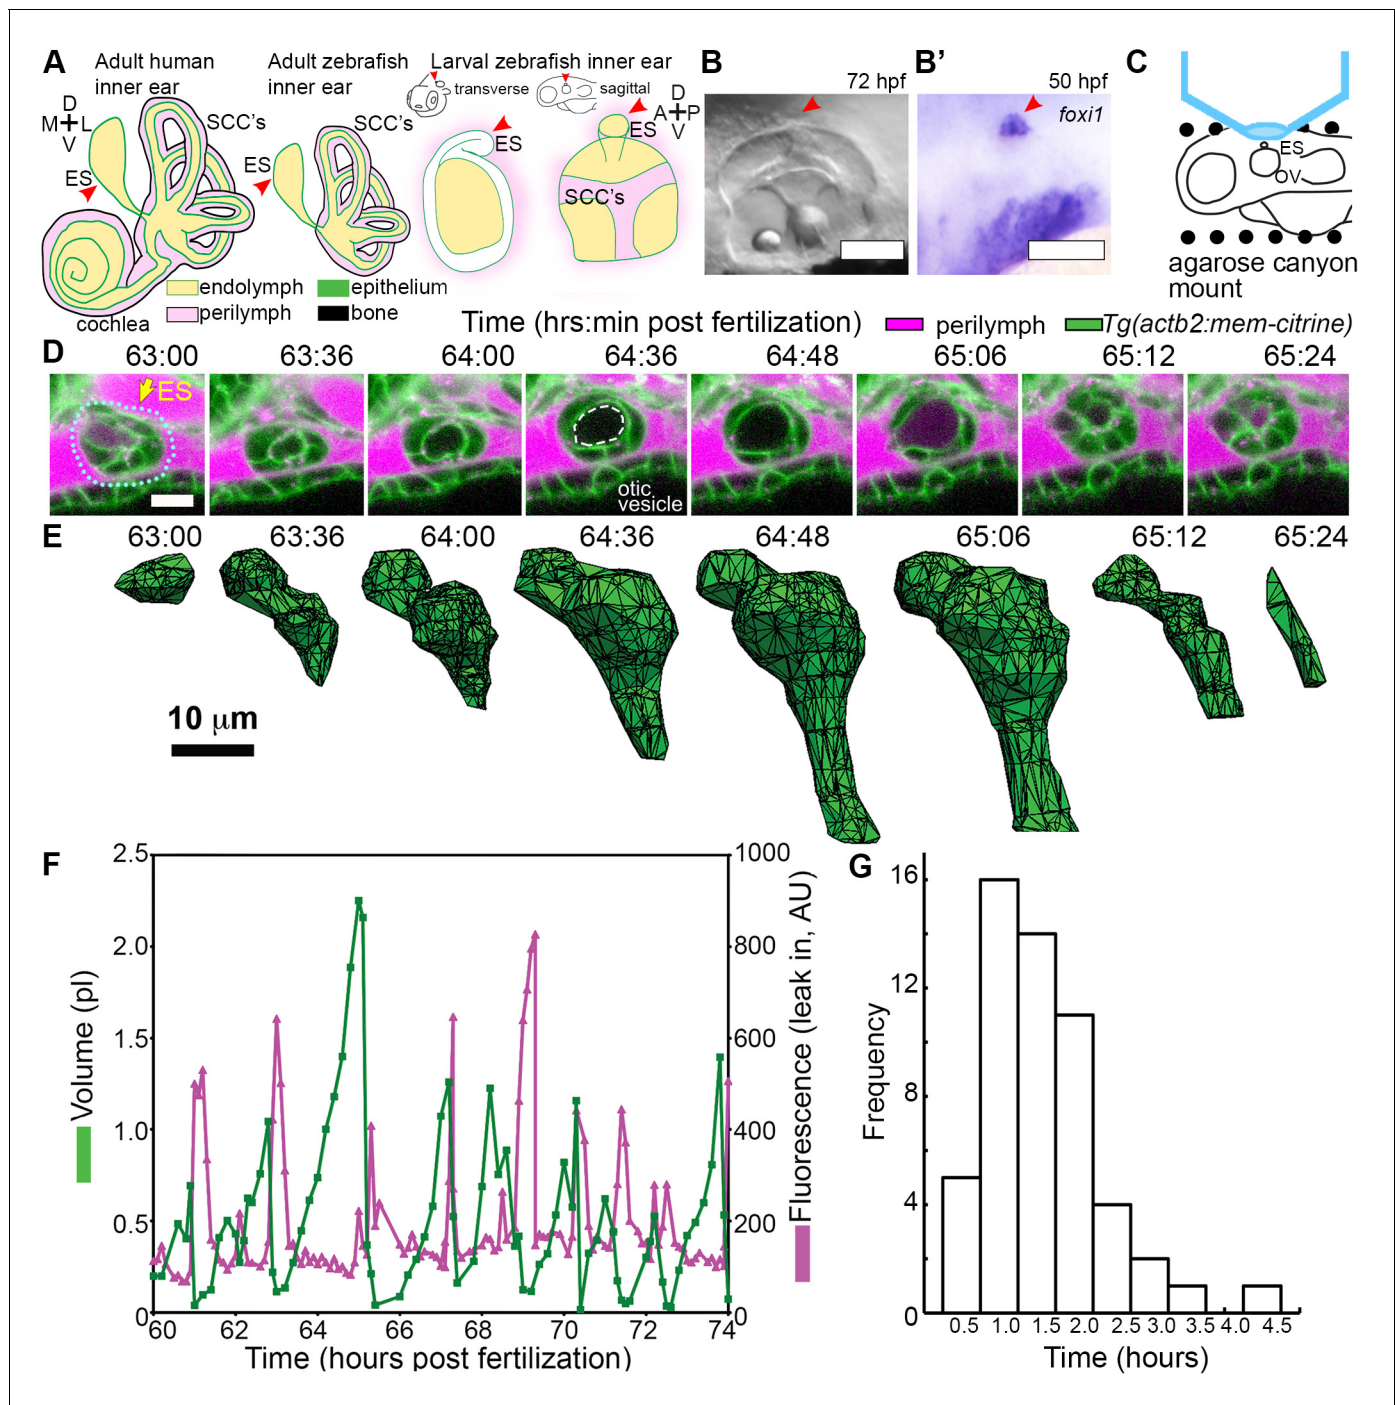 A
Adult human
inner ear
Adult zebrafish
inner ear
Larval zebrafish inner ear
transverse
sagittal
D
M L
V
D
A P
V
SCC's
SCC's
ES
ES
ES
ES
SCC's
cochlea
endolymph
epithelium
perilymph
bone
B
72 hpf
B’
50 hpf
foxi1
C
ES
OV
agarose canyon
mount
Time (hrs:min post fertilization)
perilymph
Tg(actb2:mem-citrine)
D
63:00 63:36 64:00 64:36 64:48 65:06 65:12 65:24
ES
otic
vesicle
E
63:00 63:36 64:00 64:36 64:48 65:06 65:12 65:24
10 μm
F
Volume (pl)
2.5
2.0
1.5
1.0
0.5
0
1000
800
600
400
200
0
Fluorescence (leak in, AU)
60 62 64 66 68 70 72 74
Time (hours post fertilization)
G
Frequency
16
12
8
4
0
0.5 1.0 1.5 2.0 2.5 3.0 3.5 4.0 4.5
Time (hours)